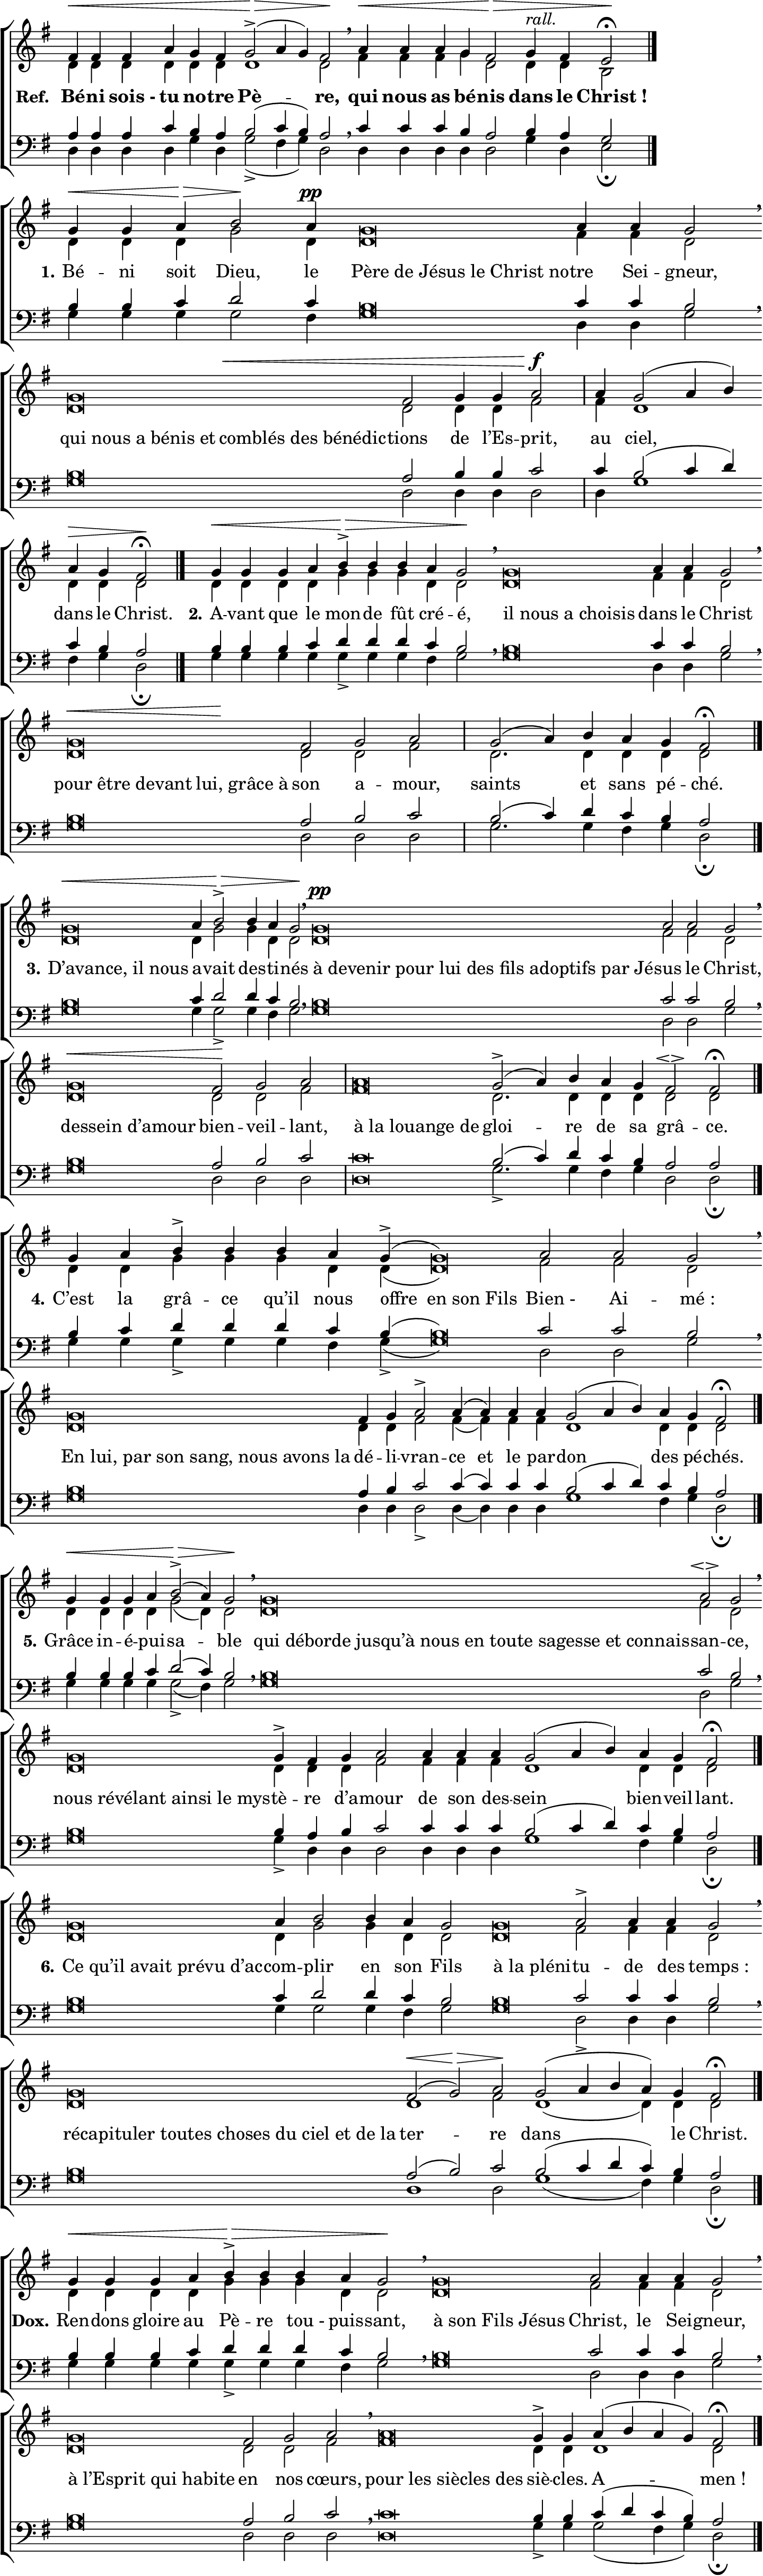 rall.
Ref. Béni sois - tu notre Pè -- re, qui nous as bénis dans le Christ !
pp
1. Bé -- ni soit Dieu, le Père de Jésus le Christ notre Sei -- gneur,
f
qui nous a bénis et comblés des bénédictions de l’Es -- prit, au ciel,
dans le Christ. 2. A -- vant que le mon -- de fût cré -- é, il nous a choisis dans le Christ
pour être devant lui, grâce à son a -- mour, saints et sans pé -- ché.
pp
3. D’avance, il nous avait destinés à devenir pour lui des fils adoptifs par Jésus le Christ,
dessein d’amour bien -- veil -- lant, à la louange de gloi -- re de sa grâ -- ce.
4. C’est la grâ -- ce qu’il nous offre en son Fils Bien - Ai -- mé :
En lui, par son sang, nous avons la dé -- li -- vran -- ce et le pardon des péchés.
5. Grâce in -- é -- pui -- sa -- ble qui déborde jusqu’à nous en toute sagesse et connaissan -- ce,
nous révélant ainsi le mystè -- re d’amour de son des -- sein bien -- veil -- lant.
6. Ce qu’il avait prévu d’accom -- plir en son Fils à la plénitu -- de des temps :
récapituler toutes choses du ciel et de la ter -- re dans le Christ.
Dox. Rendons gloire au Pè -- re tou - puissant, à son Fils Jésus Christ, le Seigneur,
à l’Esprit qui habite en nos cœurs, pour les siècles des siè -- cles. A -- men !